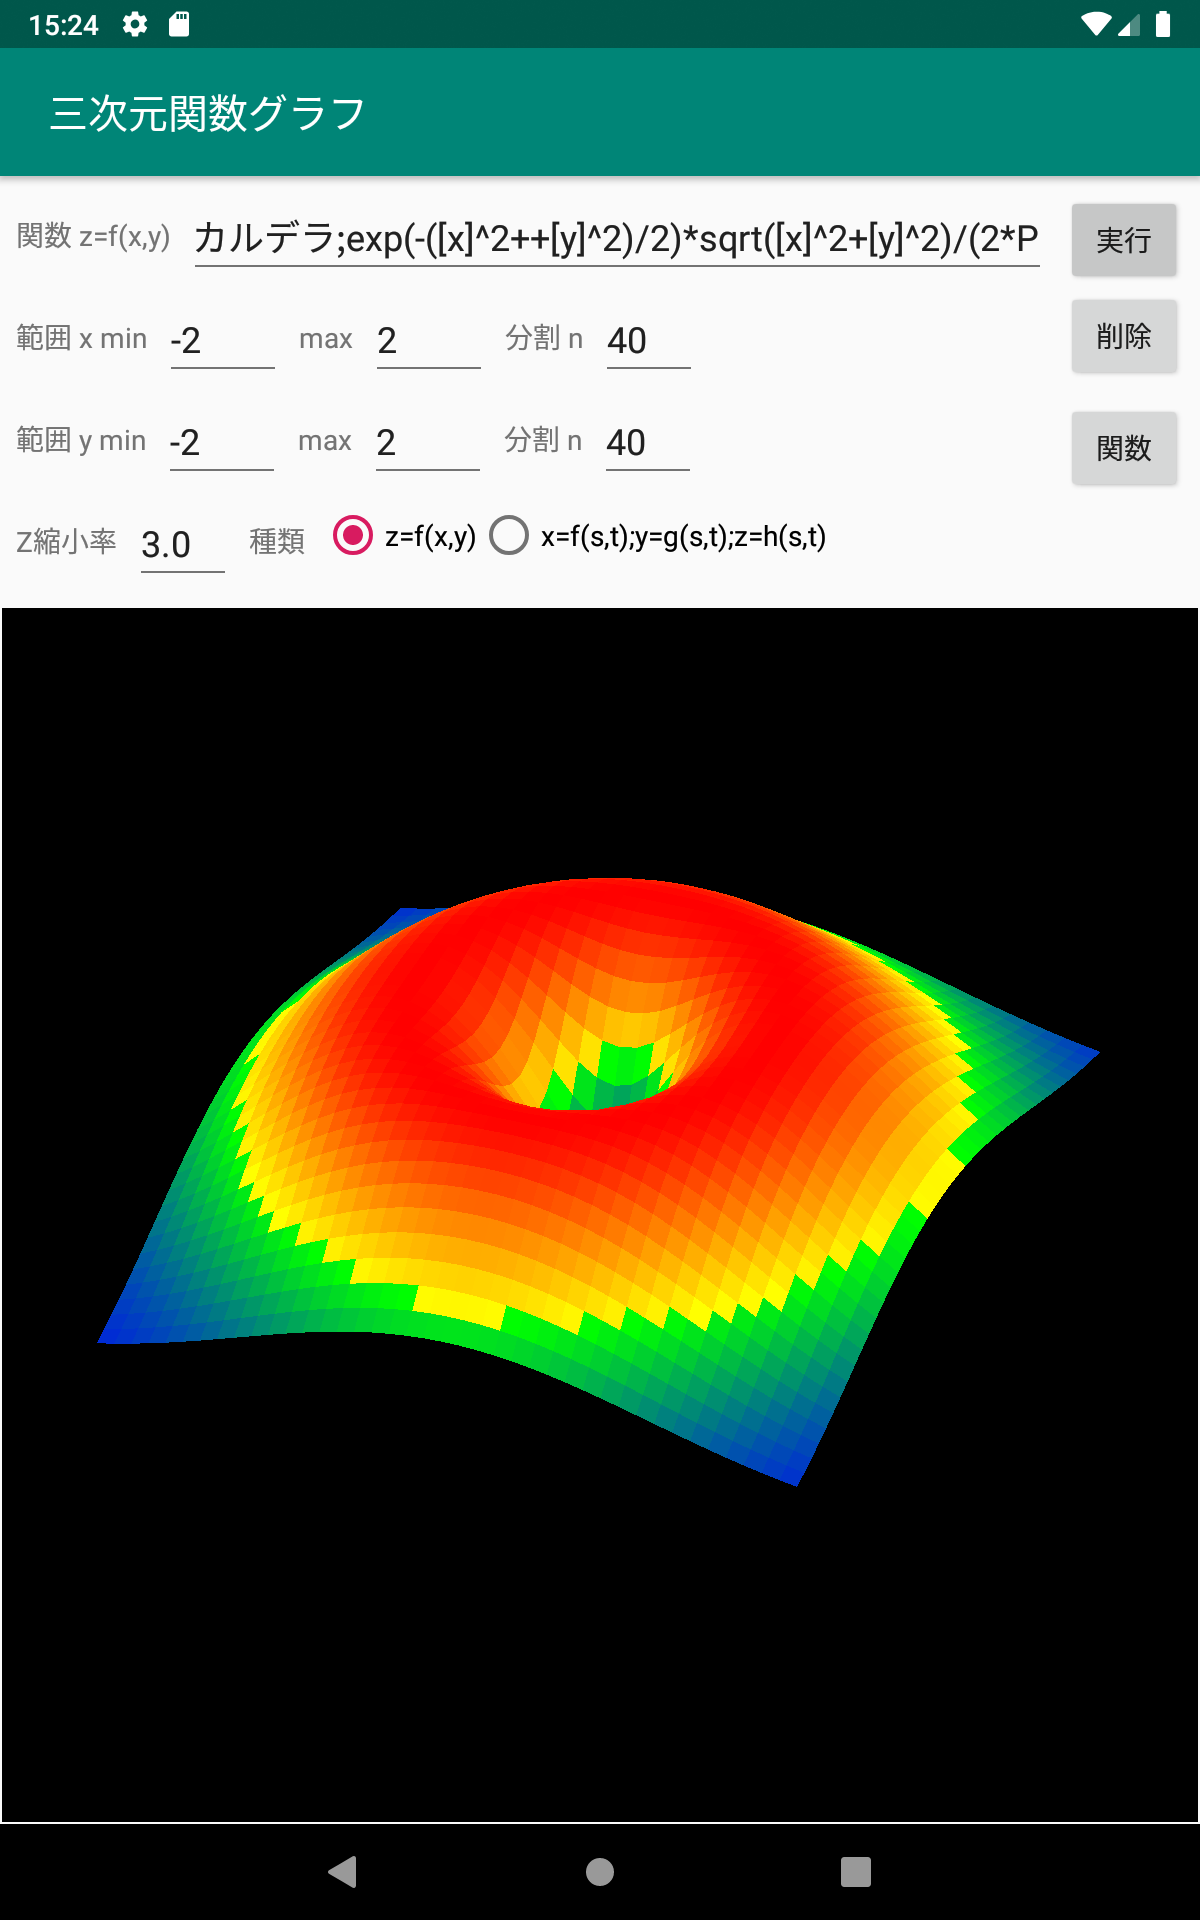 15:24
三次元関数グラフ
関数 z=f(x,y) カルデラ;exp(-([x]^2++[y]^2)/2)*sqrt([x]^2+[y]^2)/(2*P 実行
範囲 x min -2 max 2 分割 n 40 削除
範囲 y min -2 max 2 分割 n 40 関数
Z縮小率 3.0 種類 z=f(x,y) x=f(s,t);y=g(s,t);z=h(s,t)